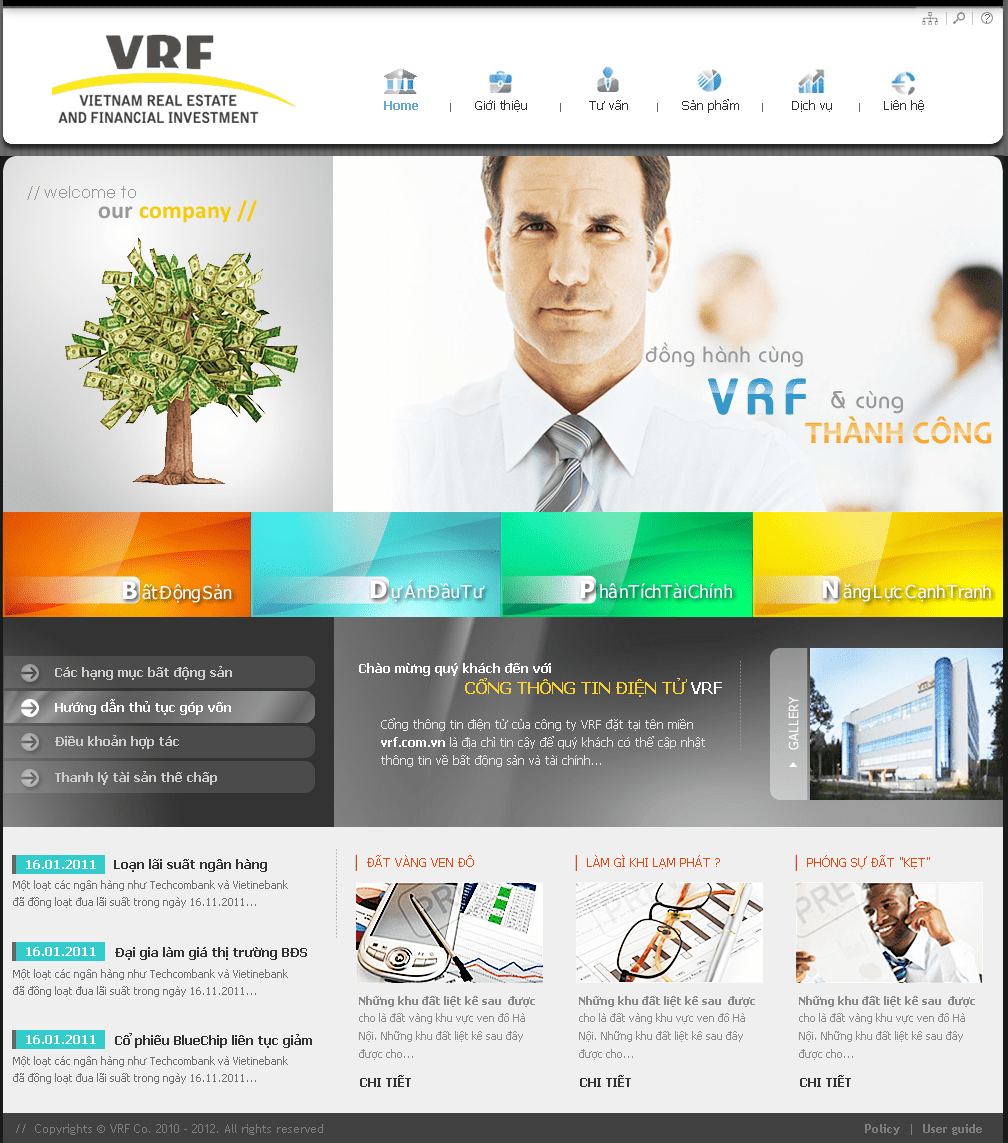 VRF
VIETNAM REAL ESTATE
AND FINANCIAL INVESTMENT
Home
Giới thiệu
Tư vấn
Sản phẩm
Dịch vụ
Liên hệ
// welcome to
our company //
đồng hành cùng
VRF & cùng
THÀNH CÔNG
Bất Động Sản
Dự Án Đầu Tư
Phân Tích Tài Chính
Năng Lực Cạnh Tranh
Các hạng mục bất động sản
Hướng dẫn thủ tục góp vốn
Điều khoản hợp tác
Thanh lý tài sản thế chấp
Chào mừng quý khách đến với
CỔNG THÔNG TIN ĐIỆN TỬ VRF
Cổng thông tin điện tử của công ty VRF đặt tại tên miền
vrf.com.vn là địa chỉ tin cậy để quý khách có thể cập nhật
thông tin về bất động sản và tài chính...
GALLERY
16.01.2011 Loạn lãi suất ngân hàng
Một loạt các ngân hàng như Techcombank và Vietinebank
đã đồng loạt đua lãi suất trong ngày 16.11.2011...
16.01.2011 Đại gia làm giá thị trường BĐS
Một loạt các ngân hàng như Techcombank và Vietinebank
đã đồng loạt đua lãi suất trong ngày 16.11.2011...
16.01.2011 Cổ phiếu BlueChip liên tục giảm
Một loạt các ngân hàng như Techcombank và Vietinebank
đã đồng loạt đua lãi suất trong ngày 16.11.2011...
ĐẤT VÀNG VEN ĐÔ
Những khu đất liệt kê sau được
cho là đất vàng khu vực ven đô Hà
Nội. Những khu đất liệt kê sau đây
được cho...
CHI TIẾT
LÀM GÌ KHI LẠM PHÁT ?
Những khu đất liệt kê sau được
cho là đất vàng khu vực ven đô Hà
Nội. Những khu đất liệt kê sau đây
được cho...
CHI TIẾT
PHÓNG SỰ ĐẤT "KẸT"
Những khu đất liệt kê sau được
cho là đất vàng khu vực ven đô Hà
Nội. Những khu đất liệt kê sau đây
được cho...
CHI TIẾT
// Copyrights © VRF Co. 2010 - 2012. All rights reserved
Policy | User guide